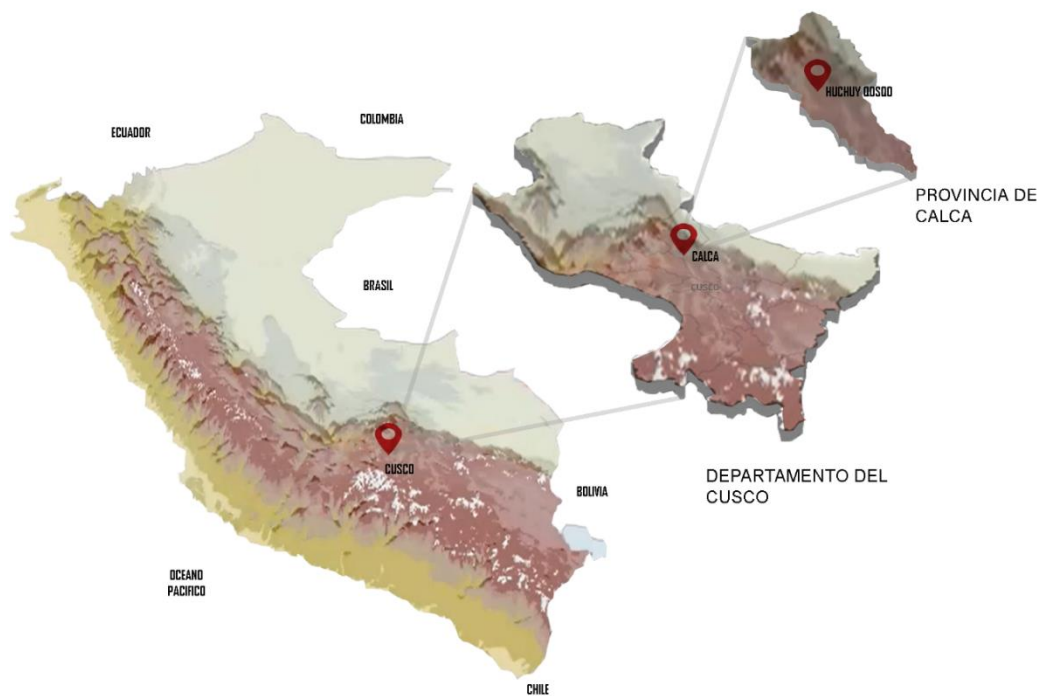 HUCHUY QOSQO
PROVINCIA DE
CALCA
COLOMBIA
ECUADOR
CALCA
CUSCO
BRASIL
CUSCO
DEPARTAMENTO DEL
CUSCO
BOLIVIA
OCEANO
PACIFICO
CHILE